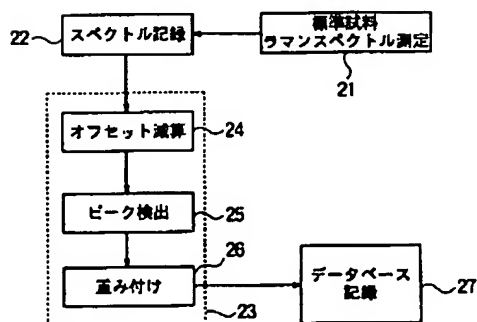 22
スペクトル記録
標準試料
ラマンスペクトル測定
21
オフセット減算
24
ピーク検出
25
26
重み付け
23
データベース
記録
27